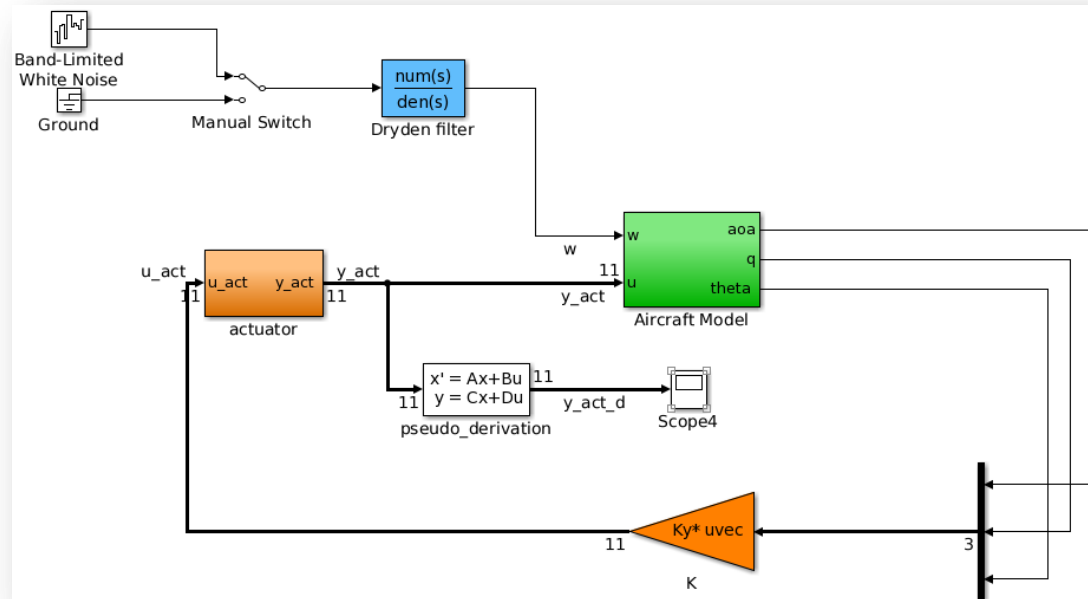 Band-Limited
White Noise
Ground
Manual Switch
num(s)
den(s)
Dryden filter
w
w
u
aoa
q
theta
Aircraft Model
11
y_act
u_act
11
u_act
y_act
actuator
y_act
11
x' = Ax+Bu
y = Cx+Du
pseudo_derivation
11
11
y_act_d
Scope4
Ky* uvec
K
11
3